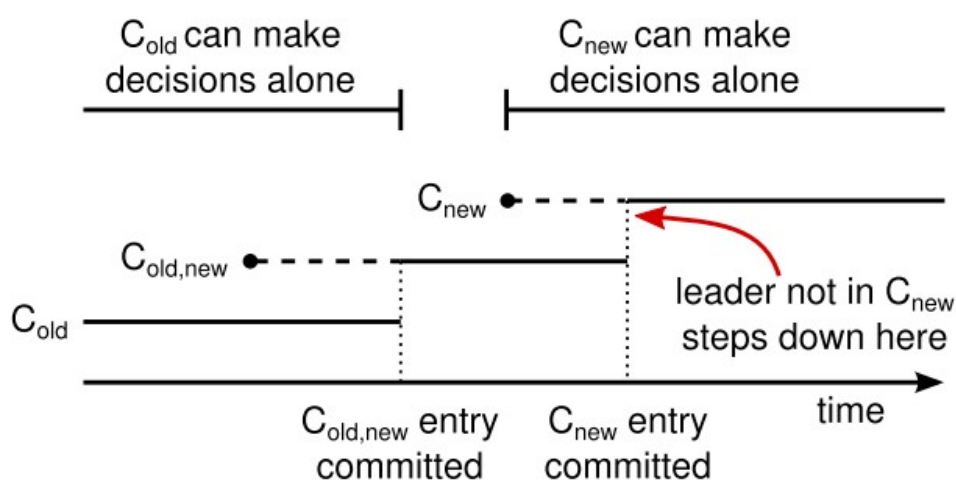 C_old can make
decisions alone
C_new can make
decisions alone
C_new
C_old,new
C_old
leader not in C_new
steps down here
time
C_old,new entry
committed
C_new entry
committed